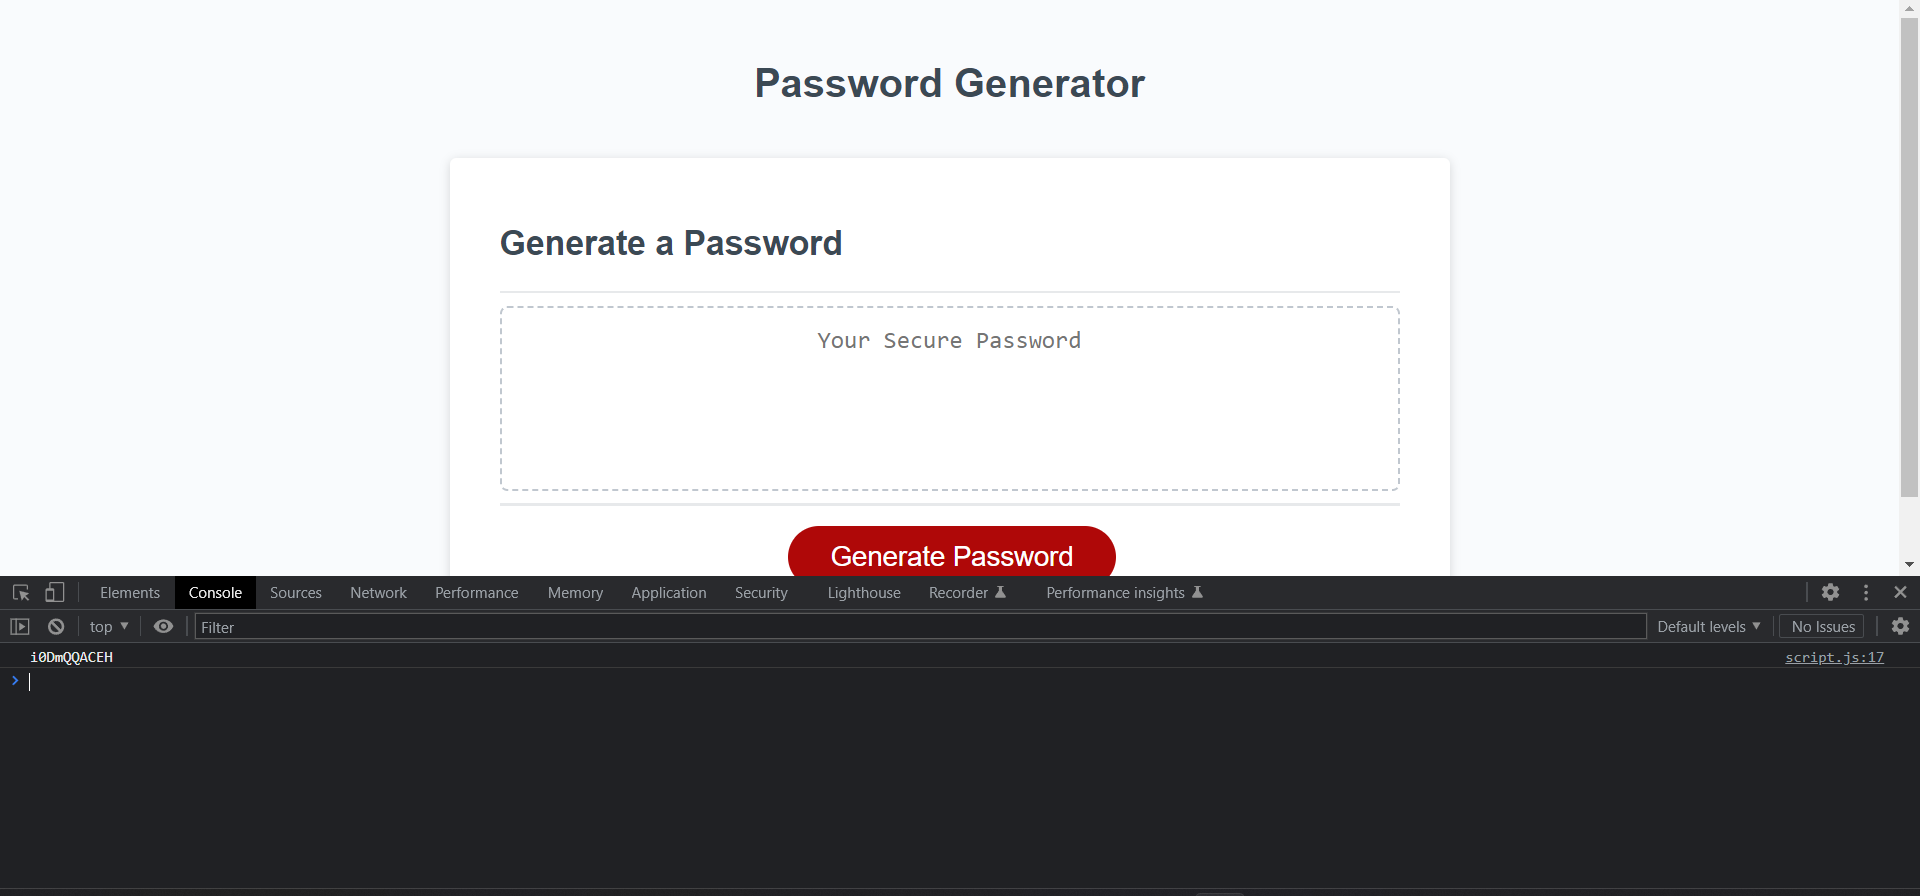 Password Generator
Generate a Password
Your Secure Password
Generate Password
Elements Console Sources Network Performance Memory Application Security Lighthouse Recorder Performance insights
top Filter Default levels No Issues
i0DmQQACEH script.js:17